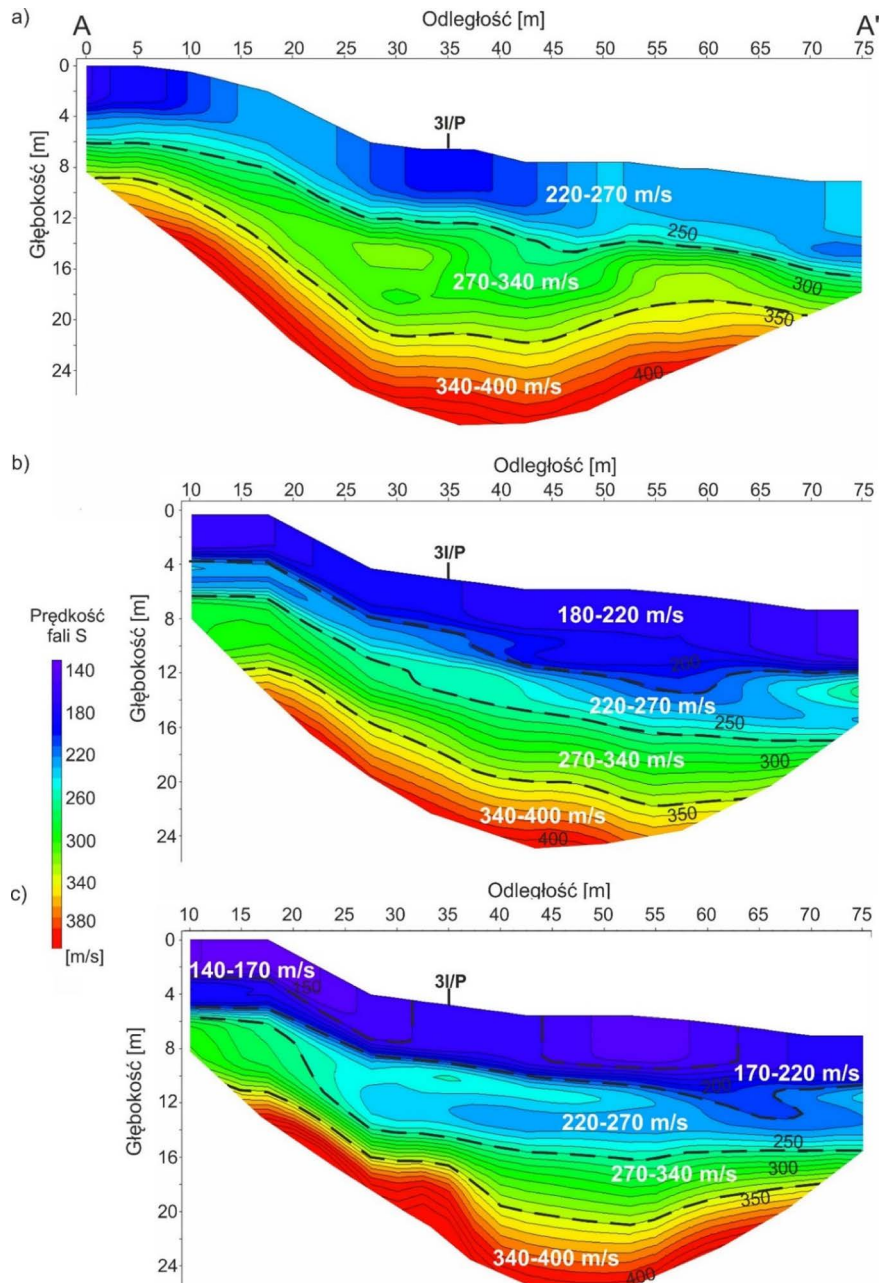 a)
A
Odległość [m]
A'
0 5 10 15 20 25 30 35 40 45 50 55 60 65 70 75
0
4
8
12
16
20
24
Głębokość [m]
3I/P
220-270 m/s
250
270-340 m/s
300
350
340-400 m/s
400
b)
Odległość [m]
10 15 20 25 30 35 40 45 50 55 60 65 70 75
0
4
8
12
16
20
24
Głębokość [m]
3I/P
180-220 m/s
200
220-270 m/s
250
270-340 m/s
300
340-400 m/s
350
400
Prędkość
fali S
140
180
220
260
300
340
380
[m/s]
c)
Odległość [m]
10 15 20 25 30 35 40 45 50 55 60 65 70 75
0
4
8
12
16
20
24
Głębokość [m]
140-170 m/s
150
3I/P
170-220 m/s
200
220-270 m/s
250
270-340 m/s
300
350
340-400 m/s